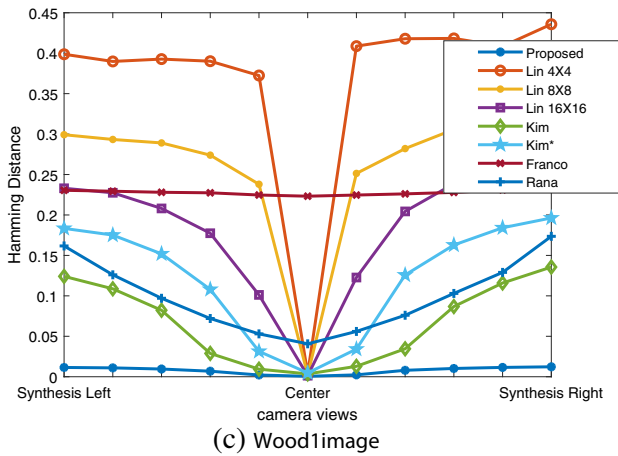 0.45
0.4
0.35
0.3
0.25
0.2
0.15
0.1
0.05
0
Hamming Distance
Proposed
Lin 4X4
Lin 8X8
Lin 16X16
Kim
Kim*
Franco
Rana
Synthesis Left
Center
Synthesis Right
camera views
(c) Wood1image